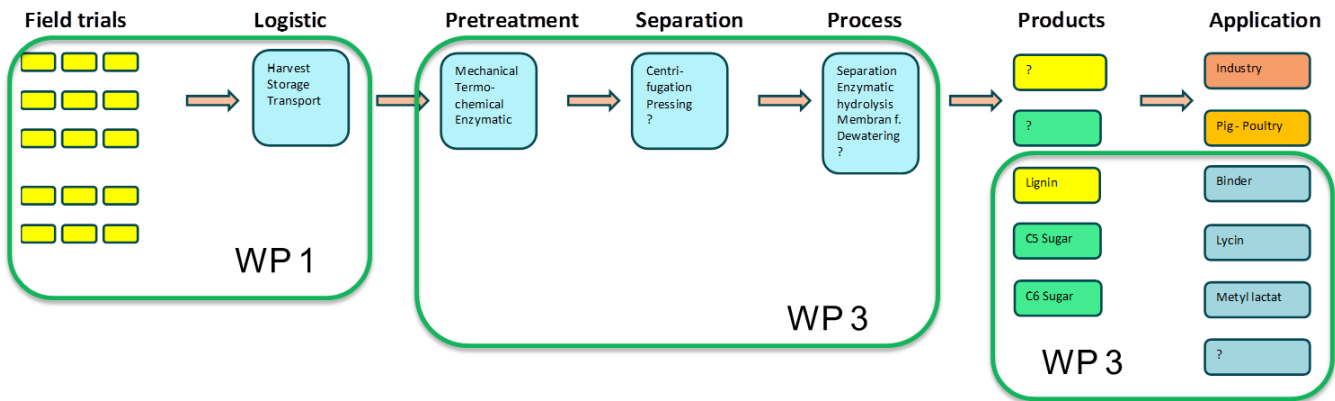 Field trials
Logistic
Pretreatment
Separation
Process
Products
Application
Harvest
Storage
Transport
Mechanical
Termo-
chemical
Enzymatic
Centri-
fugation
Pressing
?
Separation
Enzymatic
hydrolysis
Membran f.
Dewatering
?
?
?
Lignin
C5 Sugar
C6 Sugar
Industry
Pig - Poultry
Binder
Lycin
Metyl lactat
?
WP 1
WP 3
WP 3